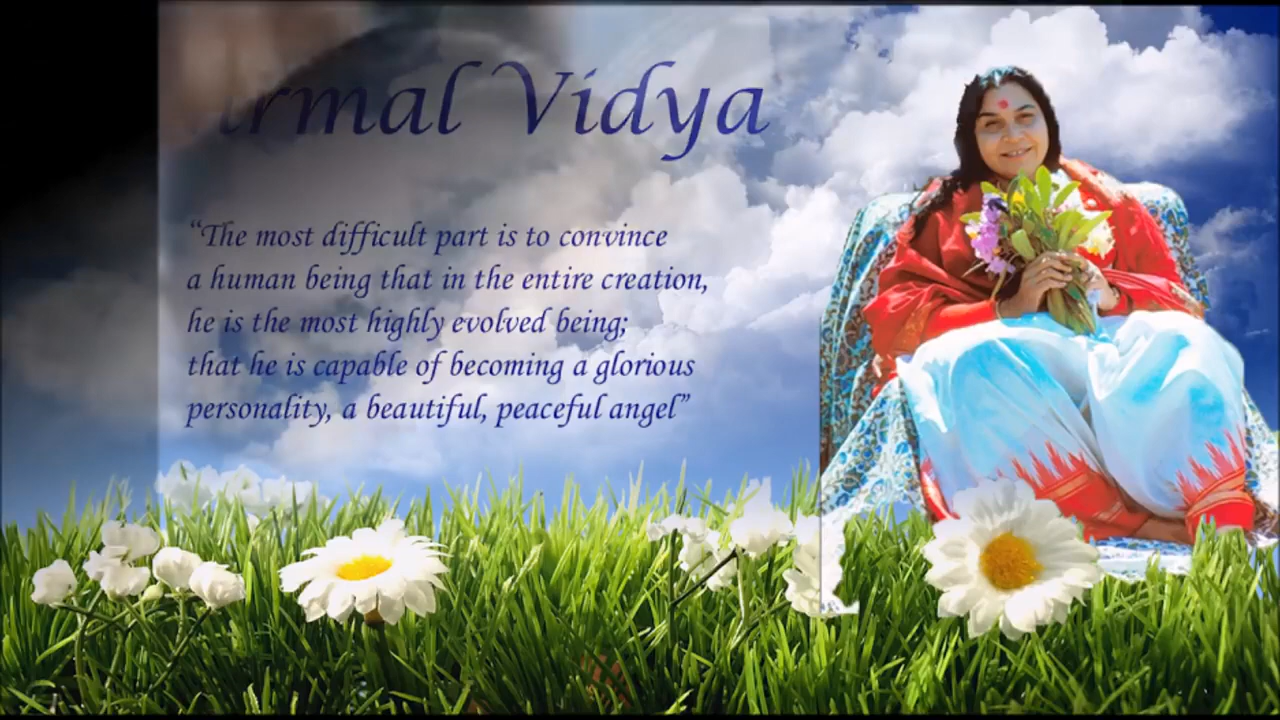 irmal Vidya
“The most difficult part is to convince
a human being that in the entire creation,
he is the most highly evolved being;
that he is capable of becoming a glorious
personality, a beautiful, peaceful angel”